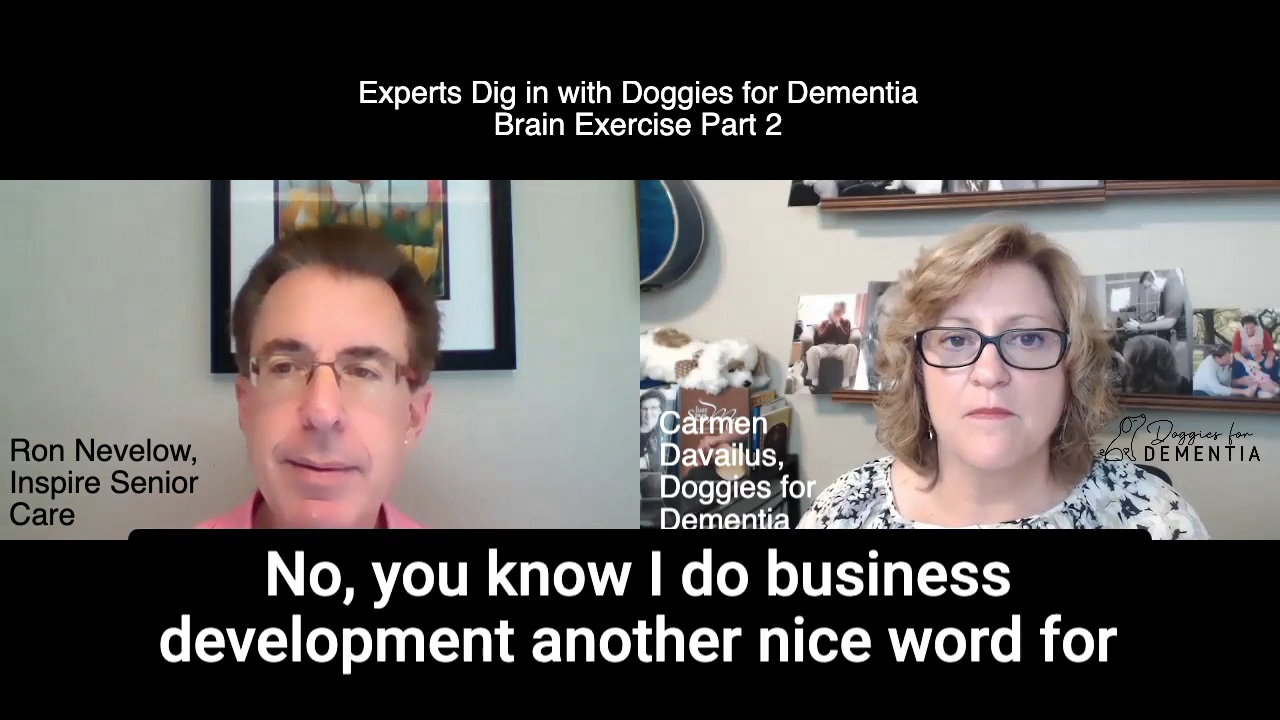 Experts Dig in with Doggies for Dementia
Brain Exercise Part 2
Ron Nevelow,
Inspire Senior
Care
Carmen
Davailus,
Doggies for
Dementia
Doggies for
DEMENTIA
No, you know I do business
development another nice word for